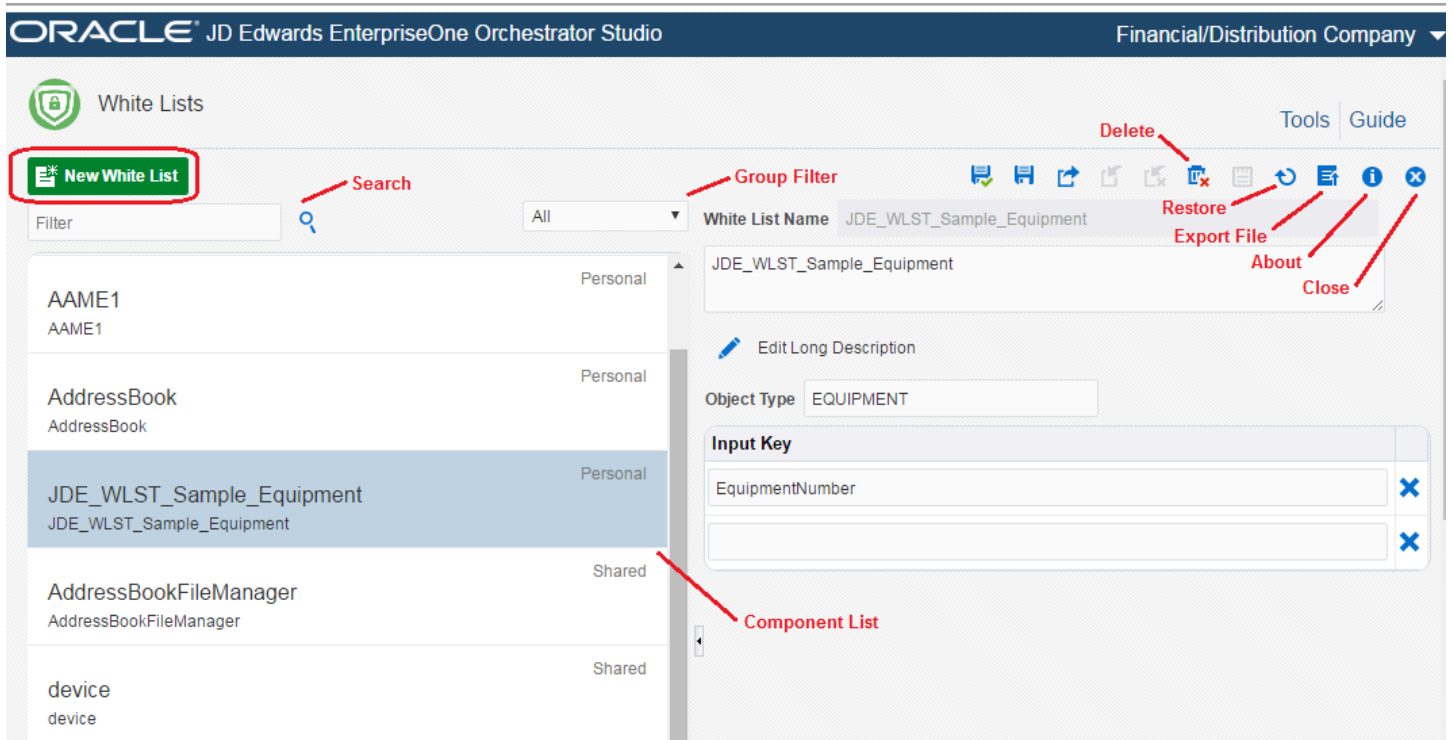 ORACLE® JD Edwards EnterpriseOne Orchestrator Studio
Financial/Distribution Company
White Lists
Tools
Guide
Delete
New White List
Search
Group Filter
Restore
Export File
About
Close
Filter
All
White List Name
JDE_WLST_Sample_Equipment
JDE_WLST_Sample_Equipment
Personal
AAME1
AAME1
Edit Long Description
Personal
AddressBook
AddressBook
Object Type
EQUIPMENT
Input Key
Personal
JDE_WLST_Sample_Equipment
JDE_WLST_Sample_Equipment
EquipmentNumber
Shared
AddressBookFileManager
AddressBookFileManager
Component List
Shared
device
device